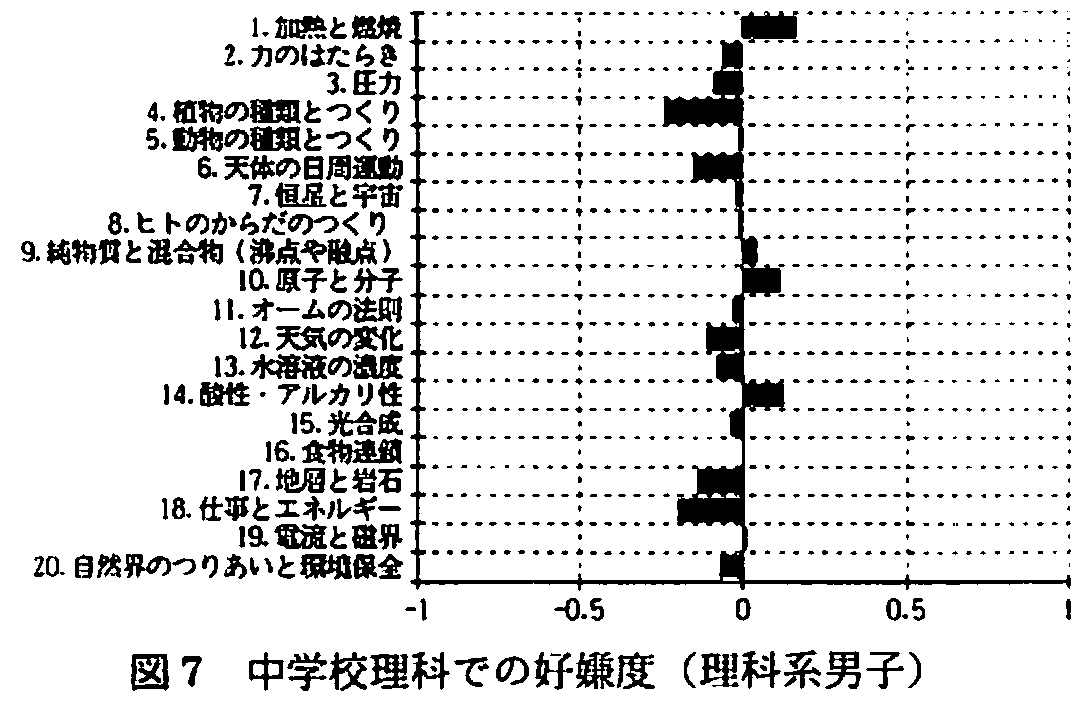 1. 加熱と燃焼
2. 力のはたらき
3. 圧力
4. 植物の種類とつくり
5. 動物の種類とつくり
6. 天体の日周運動
7. 恒星と宇宙
8. ヒトのからだのつくり
9. 純物質と混合物（沸点や融点）
10. 原子と分子
11. オームの法則
12. 天気の変化
13. 水溶液の濃度
14. 酸性・アルカリ性
15. 光合成
16. 食物連鎖
17. 地層と岩石
18. 仕事とエネルギー
19. 電流と磁界
20. 自然界のつりあいと環境保全
-1 -0.5 0 0.5 1
図7 中学校理科での好嫌度（理科系男子）